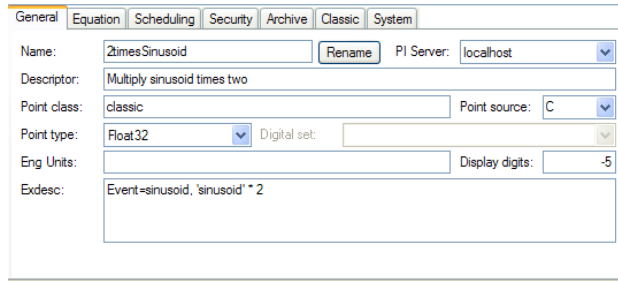 General Equation Scheduling Security Archive Classic System
Name: 2timesSinusoid Rename PI Server: localhost
Descriptor: Multiply sinusoid times two
Point class: classic Point source: C
Point type: Float32 Digital set:
Eng Units: Display digits: -5
Exdesc: Event=sinusoid, 'sinusoid' * 2